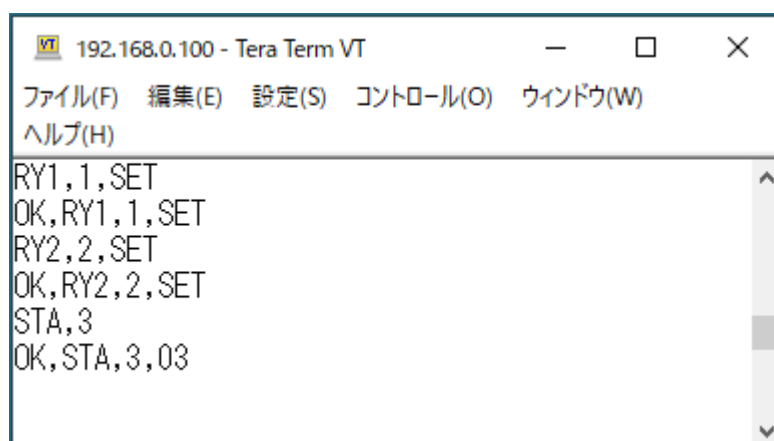 VT 192.168.0.100 - Tera Term VT
ファイル(F) 編集(E) 設定(S) コントロール(O) ウィンドウ(W)
ヘルプ(H)
RY1,1,SET
OK,RY1,1,SET
RY2,2,SET
OK,RY2,2,SET
STA,3
OK,STA,3,03